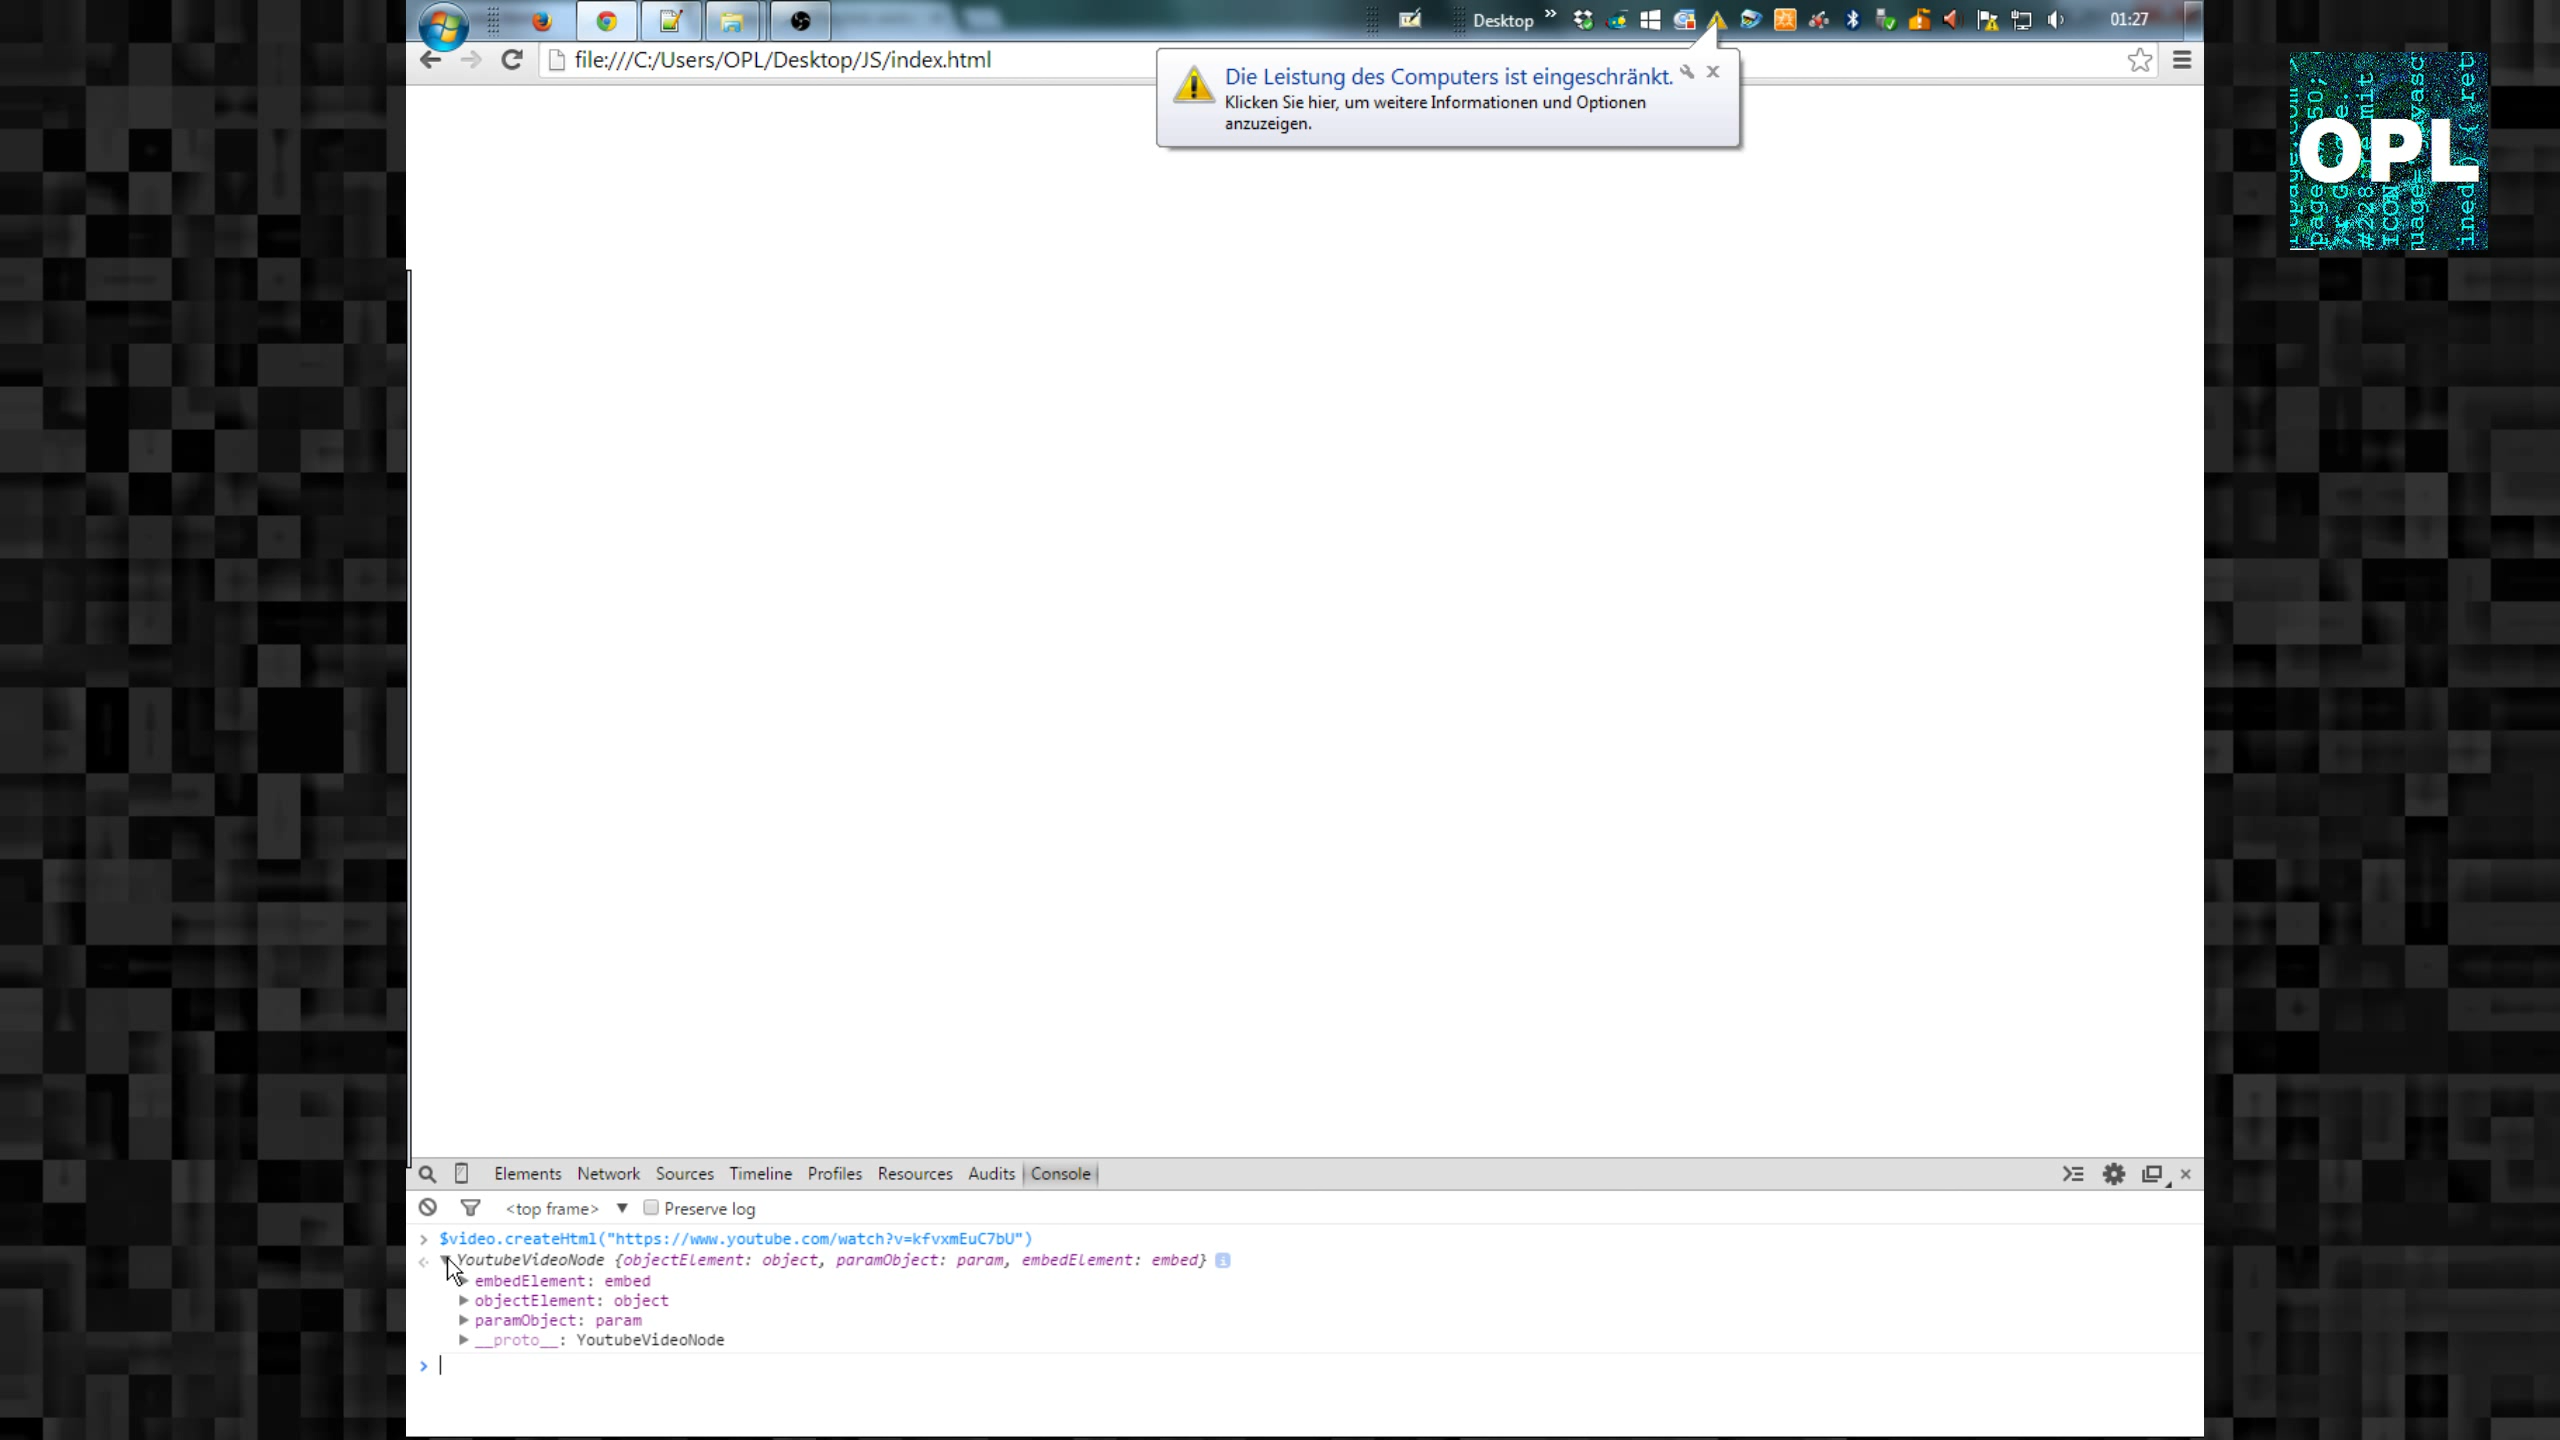 Desktop
01:27
file:///C:/Users/OPL/Desktop/JS/index.html
Die Leistung des Computers ist eingeschränkt.
Klicken Sie hier, um weitere Informationen und Optionen
anzuzeigen.
OPL
Elements Network Sources Timeline Profiles Resources Audits Console
<top frame> ▼ Preserve log
> $video.createHtml("https://www.youtube.com/watch?v=kfvxmEuC7bU")
YoutubeVideoNode {objectElement: object, paramObject: param, embedElement: embed}
embedElement: embed
objectElement: object
paramObject: param
__proto__: YoutubeVideoNode
>